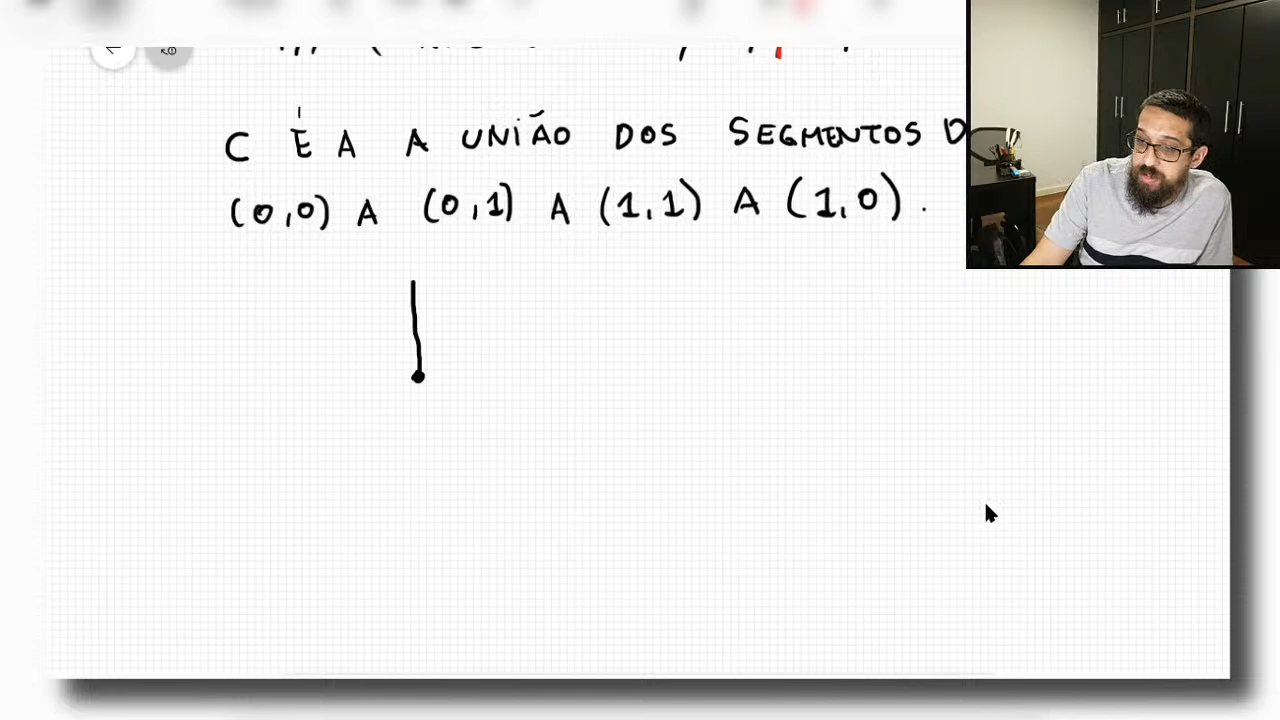 C É A A UNIÃO DOS SEGMENTOS D
(0,0) A (0,1) A (1,1) A (1,0).